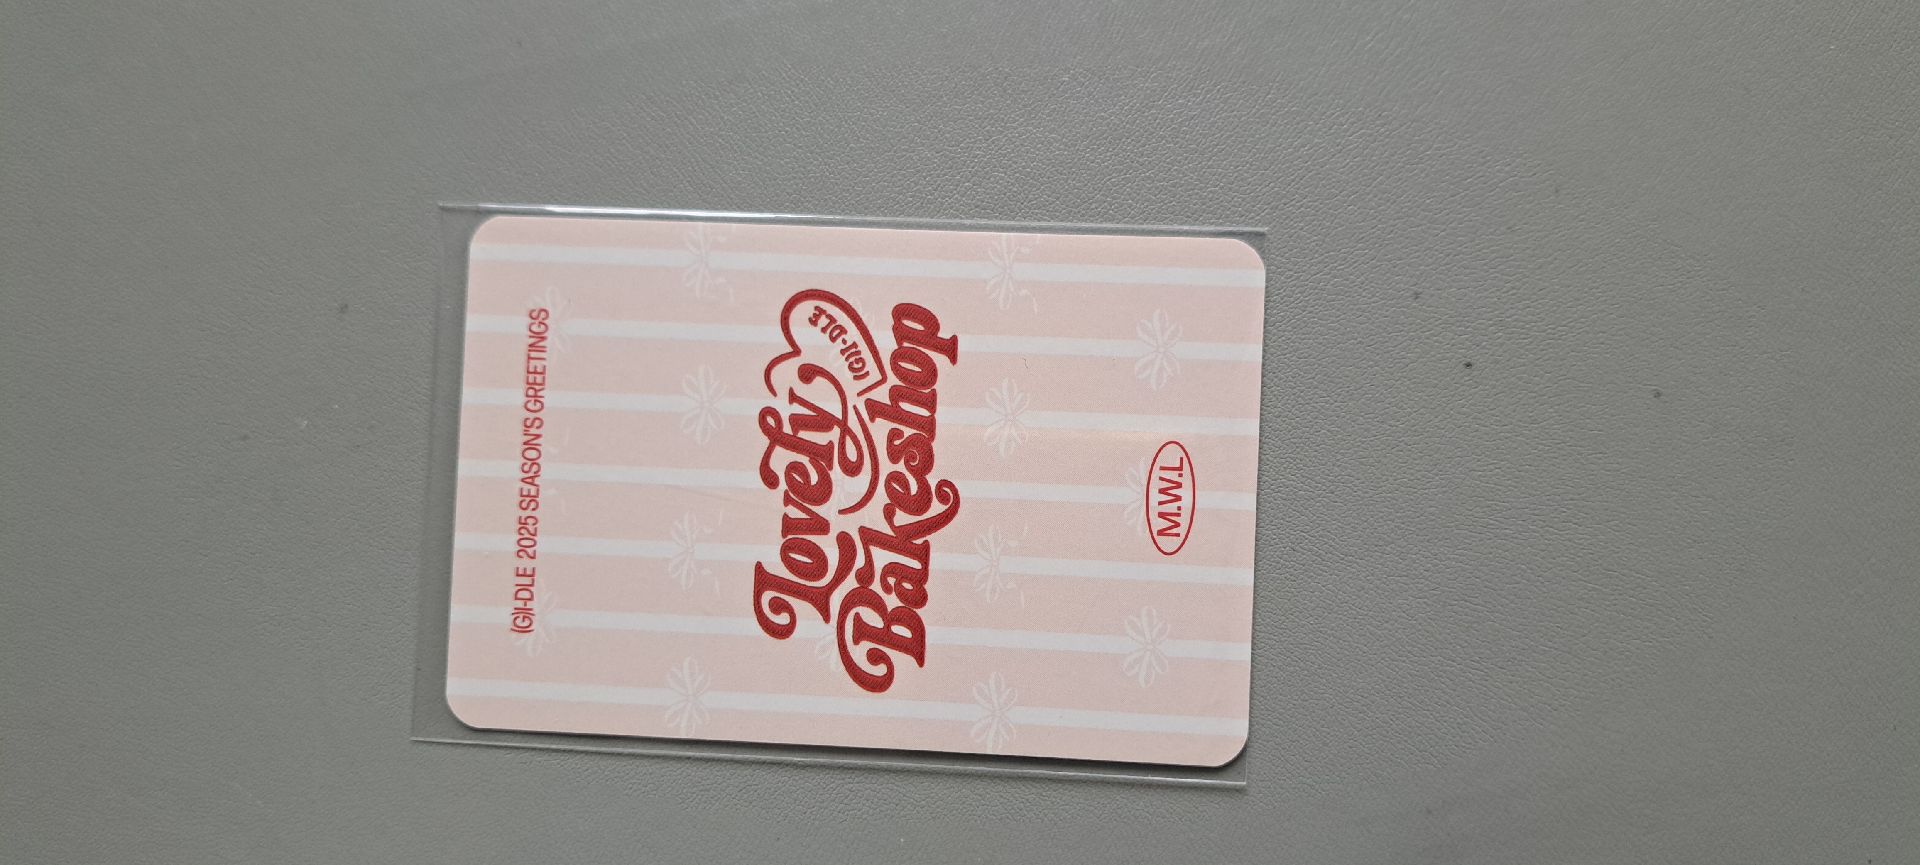 (G)I-DLE 2025 SEASON'S GREETINGS
Lovely
(G)I-DLE
Bakeshop
M.W.L